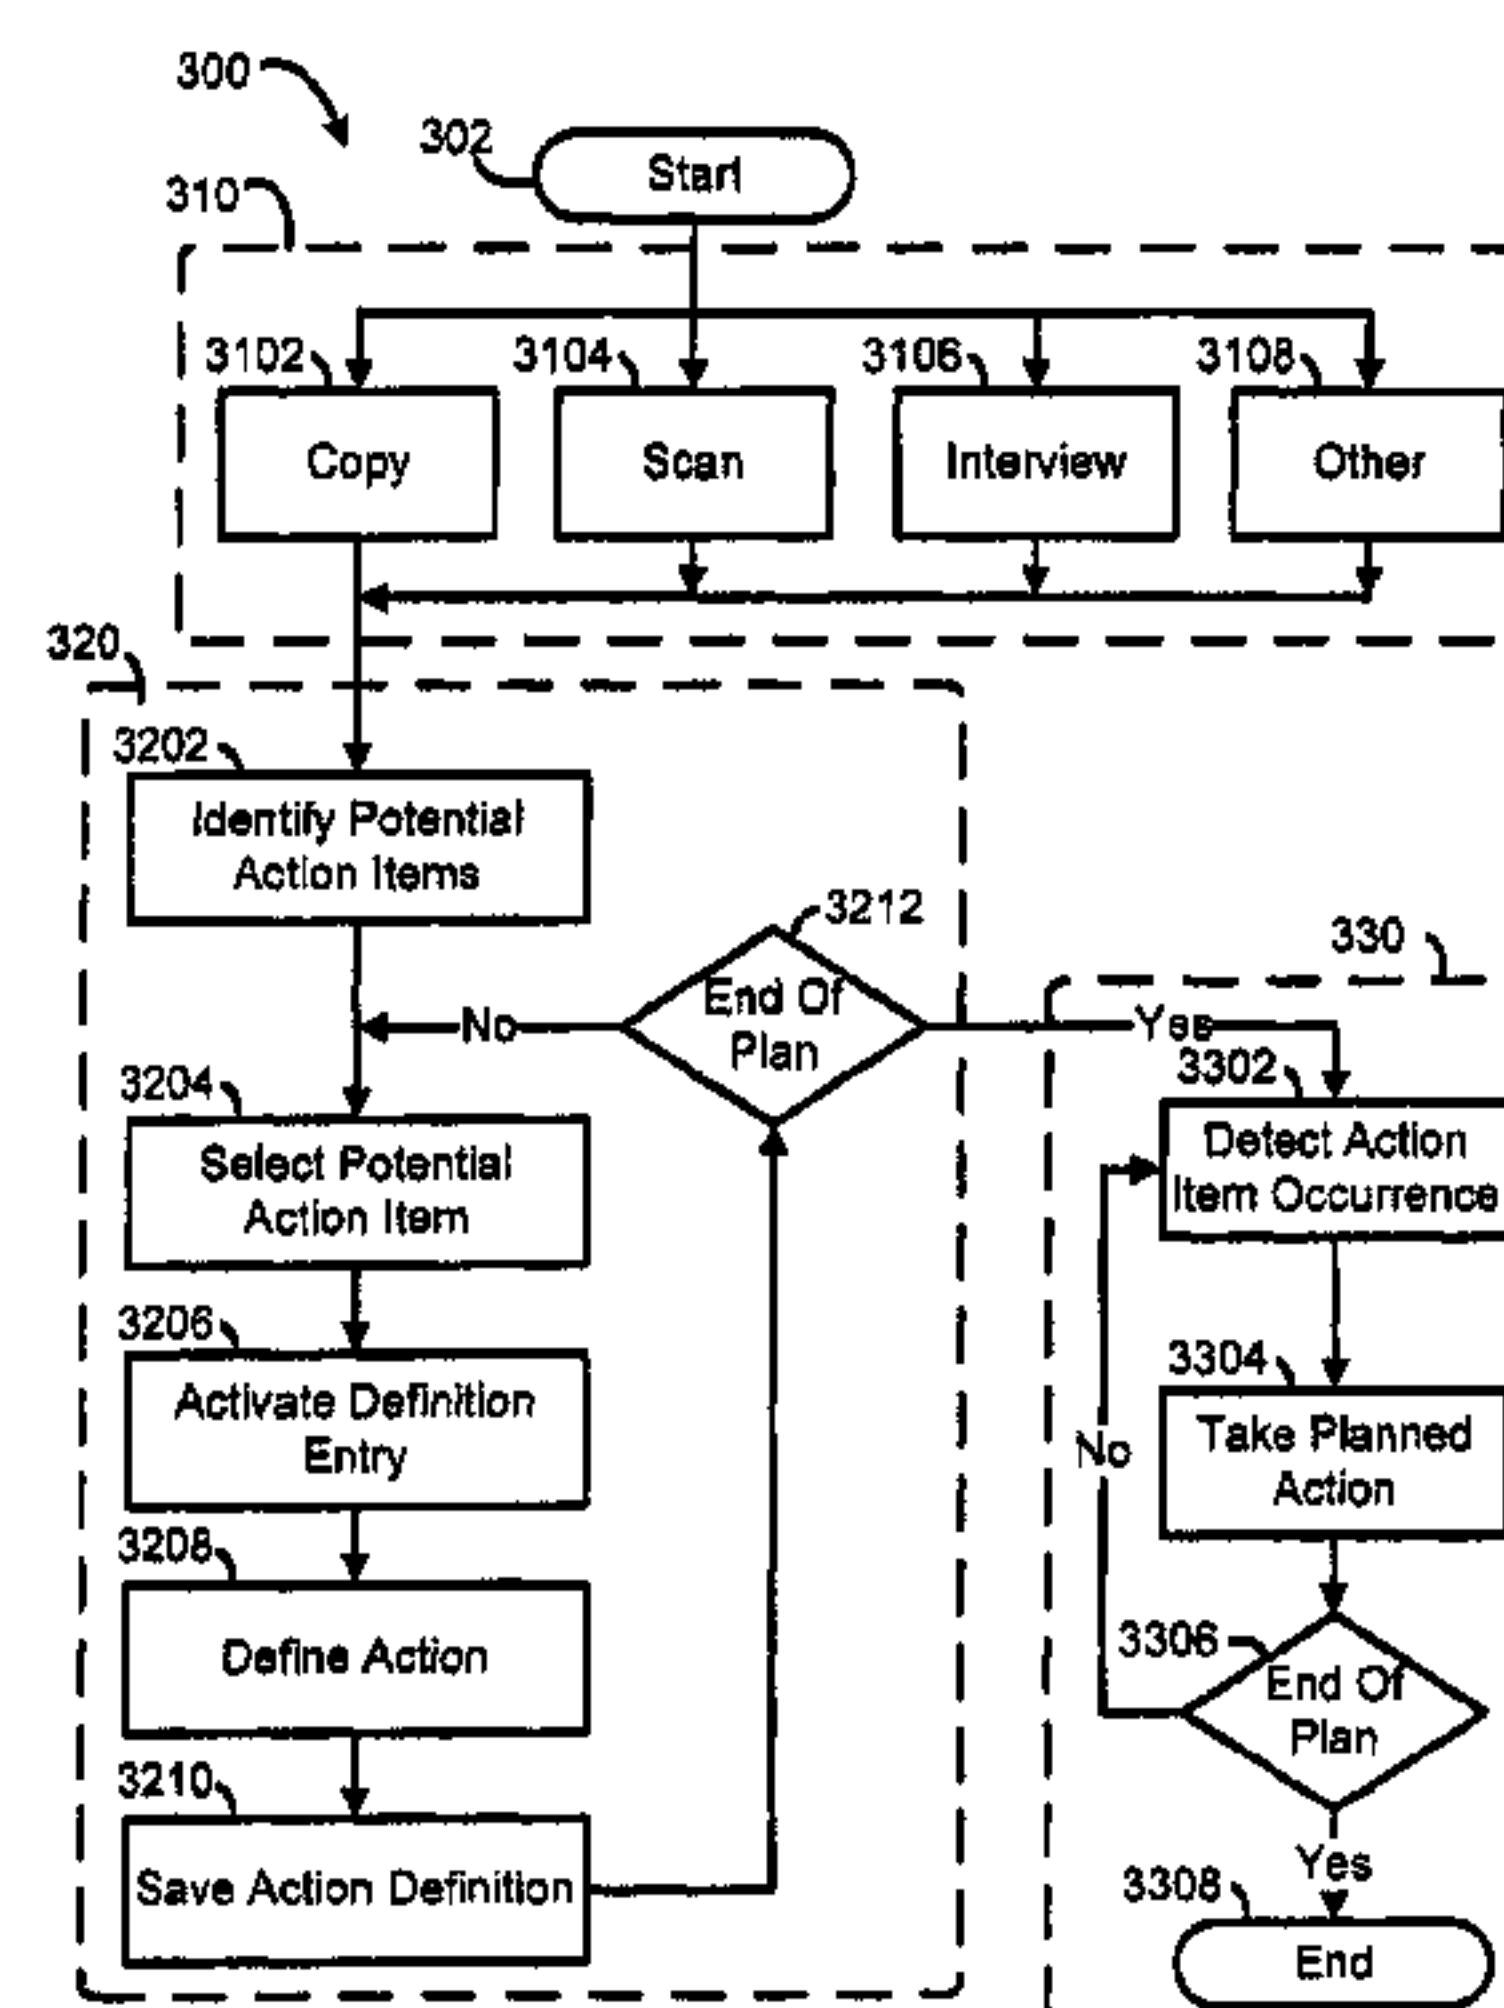 300
302
Start
310
3102
3104
3106
3108
Copy
Scan
Interview
Other
320
3202
Identify Potential
Action Items
3212
End Of
Plan
No
Yes
330
3204
Select Potential
Action Item
3302
Detect Action
Item Occurrence
3206
Activate Definition
Entry
3304
Take Planned
Action
No
3208
Define Action
3306
End Of
Plan
3210
Save Action Definition
Yes
3308
End